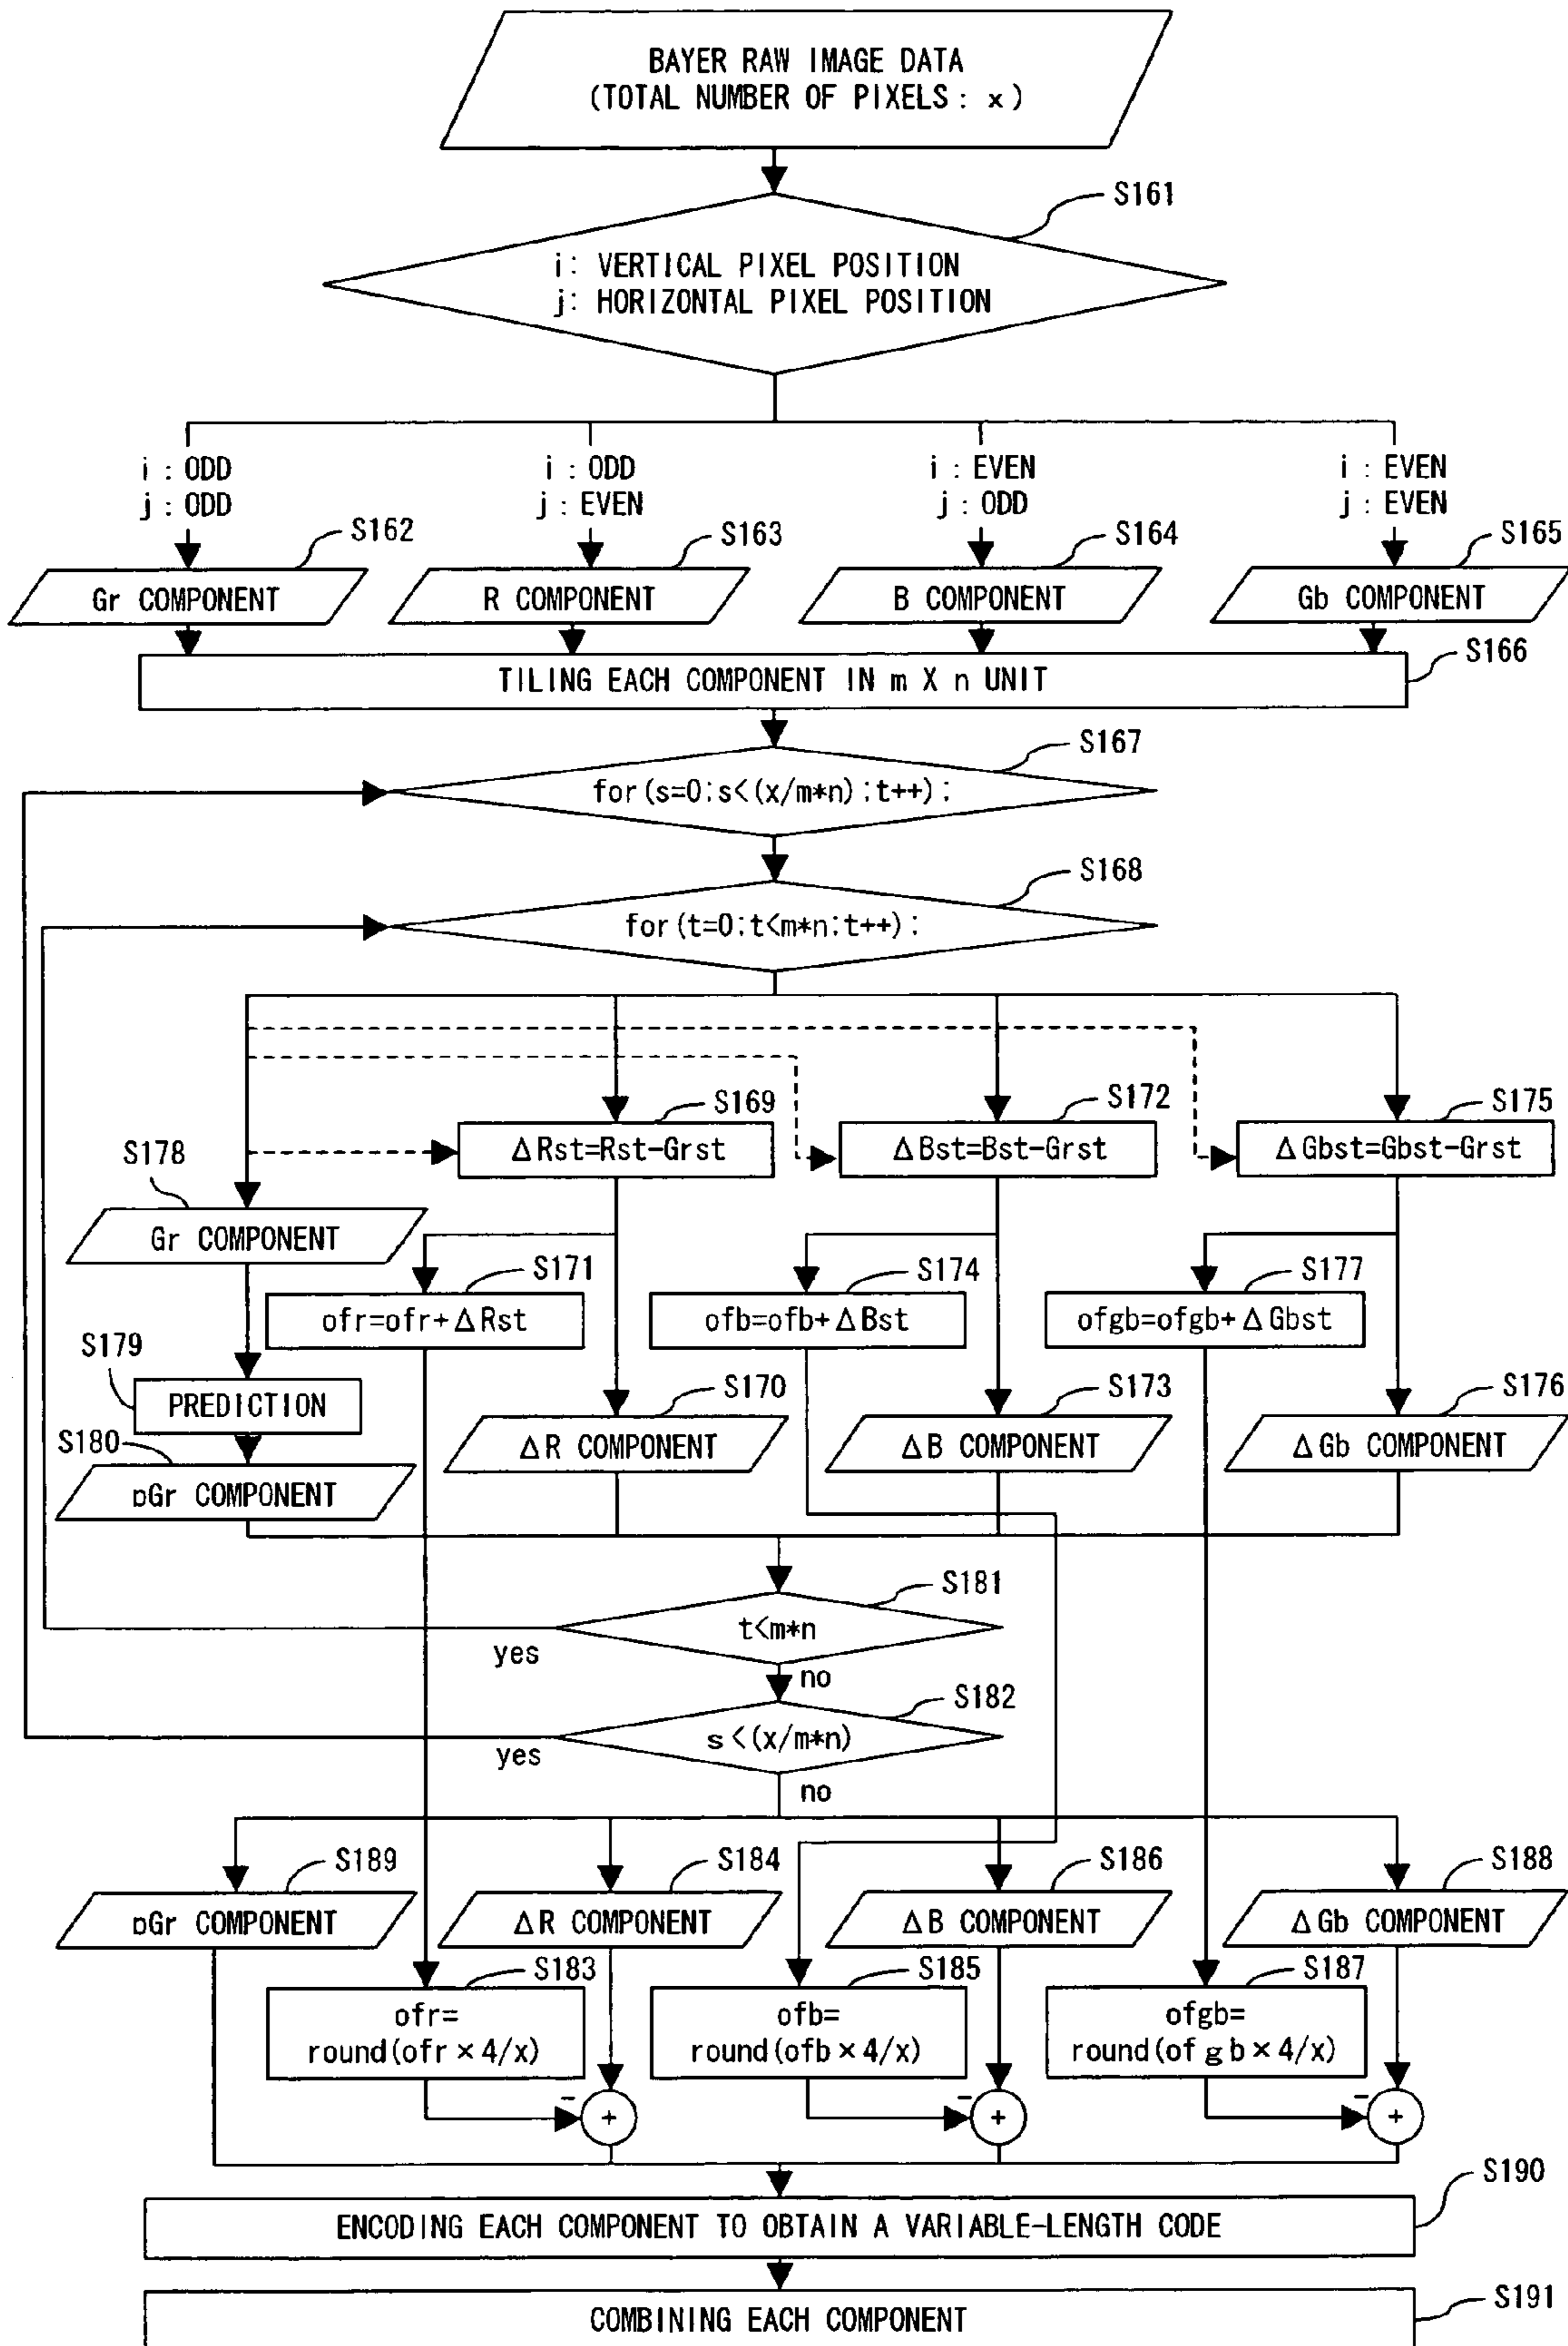 BAYER RAW IMAGE DATA
(TOTAL NUMBER OF PIXELS: x)
S161
i: VERTICAL PIXEL POSITION
j: HORIZONTAL PIXEL POSITION
i:ODD
j:ODD
i:ODD
j:EVEN
i:EVEN
j:ODD
i:EVEN
j:EVEN
S162
S163
S164
S165
Gr COMPONENT
R COMPONENT
B COMPONENT
Gb COMPONENT
S166
TILING EACH COMPONENT IN m X n UNIT
S167
for(s=0;s<(x/m*n);t++);
S168
for(t=0;t<m*n;t++);
S169
S172
S175
ΔRst=Rst-Grst
ΔBst=Bst-Grst
ΔGbst=Gbst-Grst
S178
Gr COMPONENT
S171
S174
S177
ofr=ofr+ΔRst
ofb=ofb+ΔBst
ofgb=ofgb+ΔGbst
S179
PREDICTION
S170
S173
S176
ΔR COMPONENT
ΔB COMPONENT
ΔGb COMPONENT
S180
pGr COMPONENT
S181
t<m*n
yes
no
S182
s<(x/m*n)
yes
no
S189
S184
S186
S188
pGr COMPONENT
ΔR COMPONENT
ΔB COMPONENT
ΔGb COMPONENT
S183
S185
S187
ofr=
round(ofr×4/x)
ofb=
round(ofb×4/x)
ofgb=
round(ofgb×4/x)
-
+
-
+
-
+
S190
ENCODING EACH COMPONENT TO OBTAIN A VARIABLE-LENGTH CODE
S191
COMBINING EACH COMPONENT